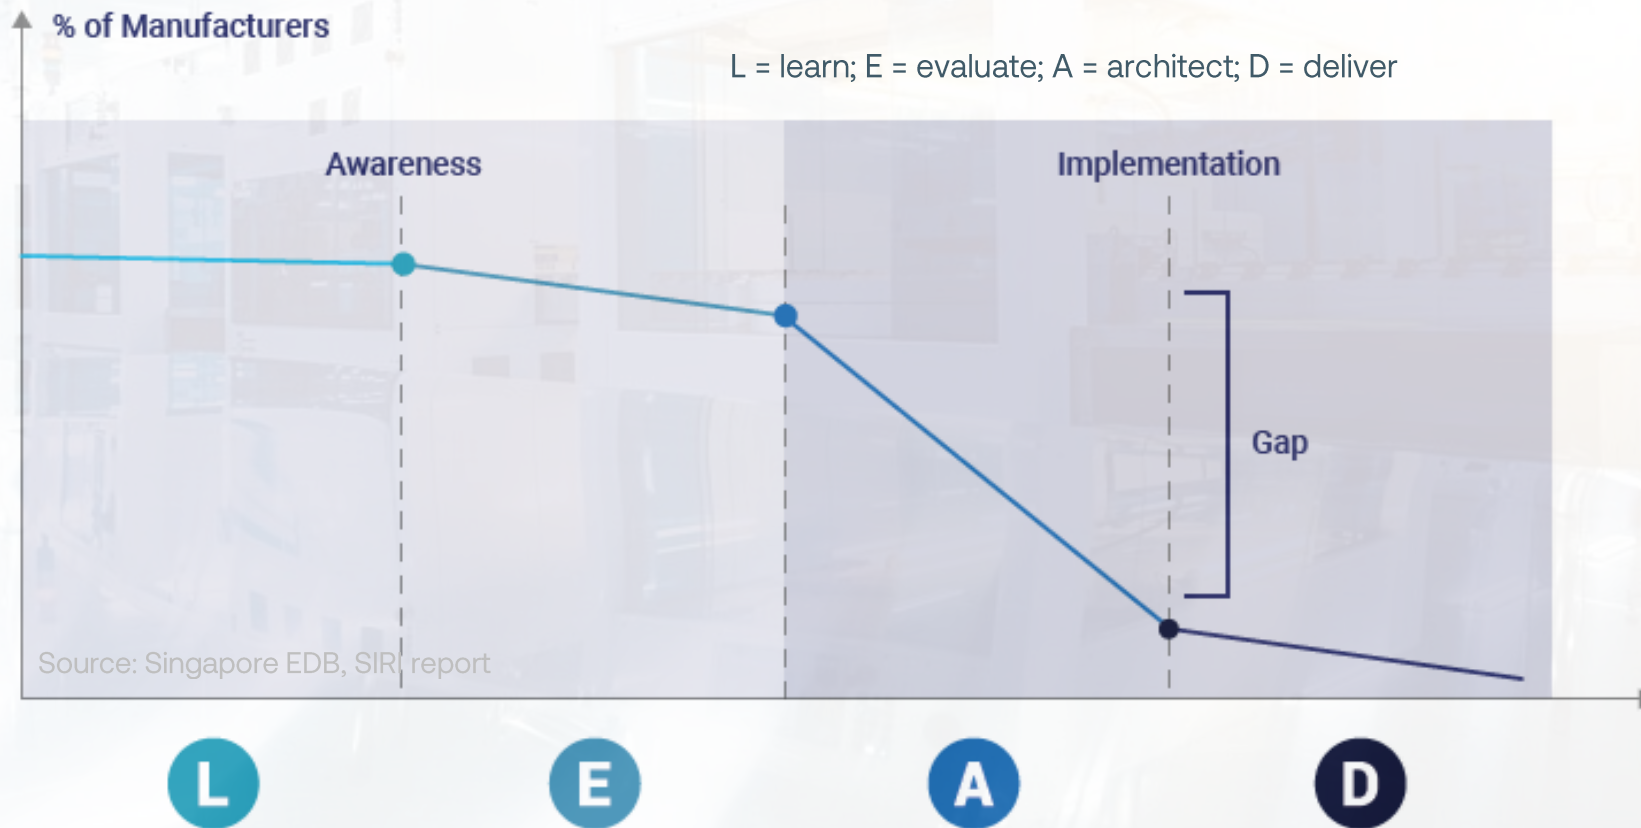 % of Manufacturers
L = learn; E = evaluate; A = architect; D = deliver
Awareness
Implementation
Gap
Source: Singapore EDB, SIRI report
L
E
A
D